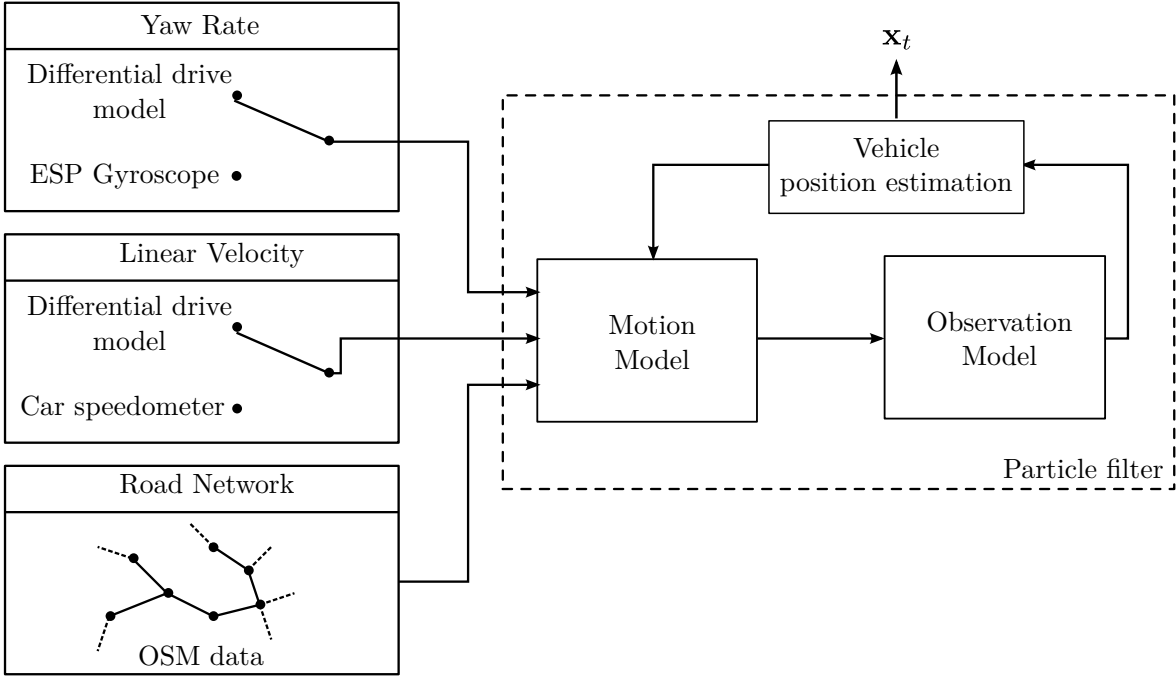 Yaw Rate
Differential drive
model
ESP Gyroscope
Linear Velocity
Differential drive
model
Car speedometer
Road Network
OSM data
x_t
Vehicle
position estimation
Motion
Model
Observation
Model
Particle filter